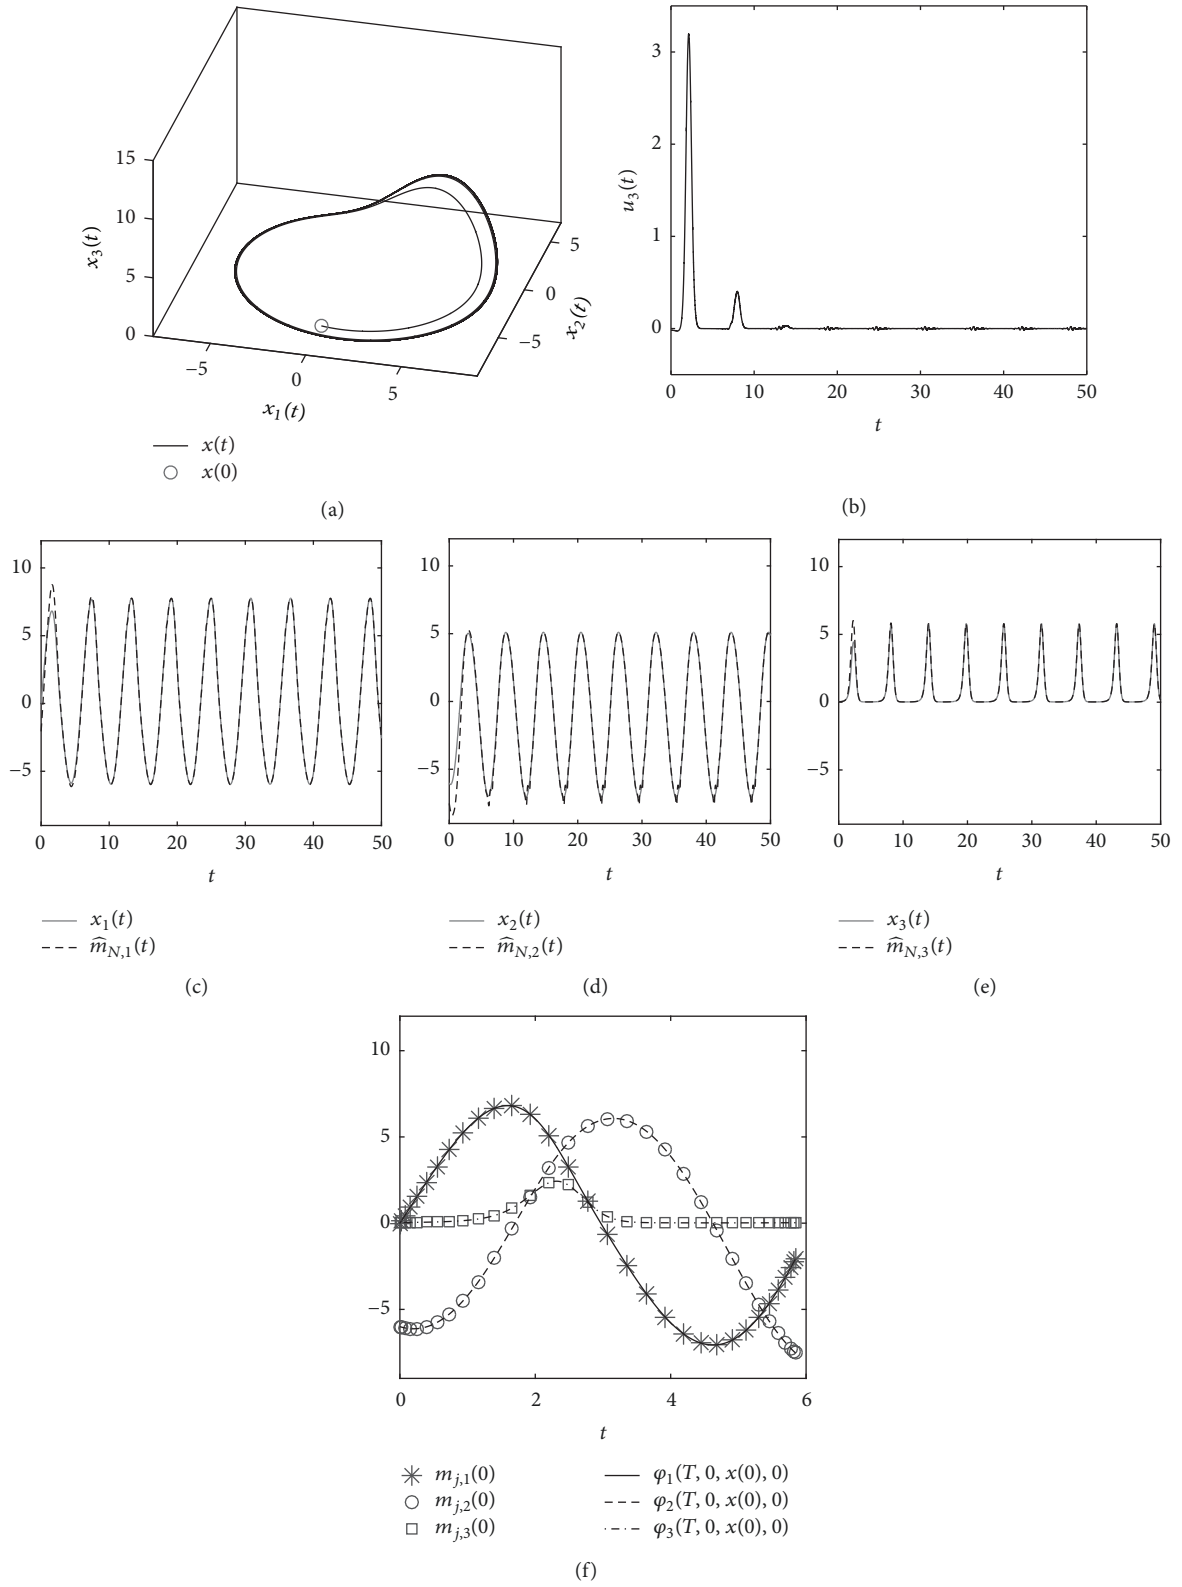 15
10
5
0
x₃(t)
−5
0
5
x₁(t)
5
0
−5
x₂(t)
x(t)
x(0)
(a)
3
2
1
0
u₃(t)
0 10 20 30 40 50
t
(b)
10
5
0
−5
0 10 20 30 40 50
t
x₁(t)
m̂_{N,1}(t)
(c)
10
5
0
−5
0 10 20 30 40 50
t
x₂(t)
m̂_{N,2}(t)
(d)
10
5
0
−5
0 10 20 30 40 50
t
x₃(t)
m̂_{N,3}(t)
(e)
10
5
0
−5
0 2 4 6
t
m_{j,1}(0)
m_{j,2}(0)
m_{j,3}(0)
φ₁(T, 0, x(0), 0)
φ₂(T, 0, x(0), 0)
φ₃(T, 0, x(0), 0)
(f)